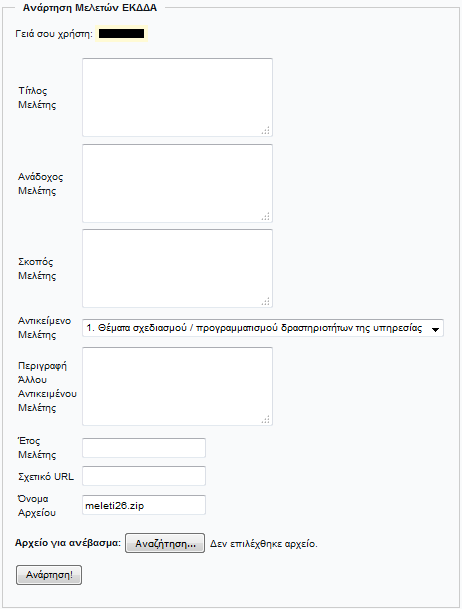 Ανάρτηση Μελετών ΕΚΔΔΑ
Γειά σου χρήστη:
Τίτλος
Μελέτης
Ανάδοχος
Μελέτης
Σκοπός
Μελέτης
Αντικείμενο
Μελέτης
1. Θέματα σχεδιασμού / προγραμματισμού δραστηριοτήτων της υπηρεσίας
Περιγραφή
Άλλου
Αντικειμένου
Μελέτης
Έτος
Μελέτης
Σχετικό URL
Όνομα
Αρχείου
meleti26.zip
Αρχείο για ανέβασμα: Αναζήτηση... Δεν επιλέχθηκε αρχείο.
Ανάρτηση!